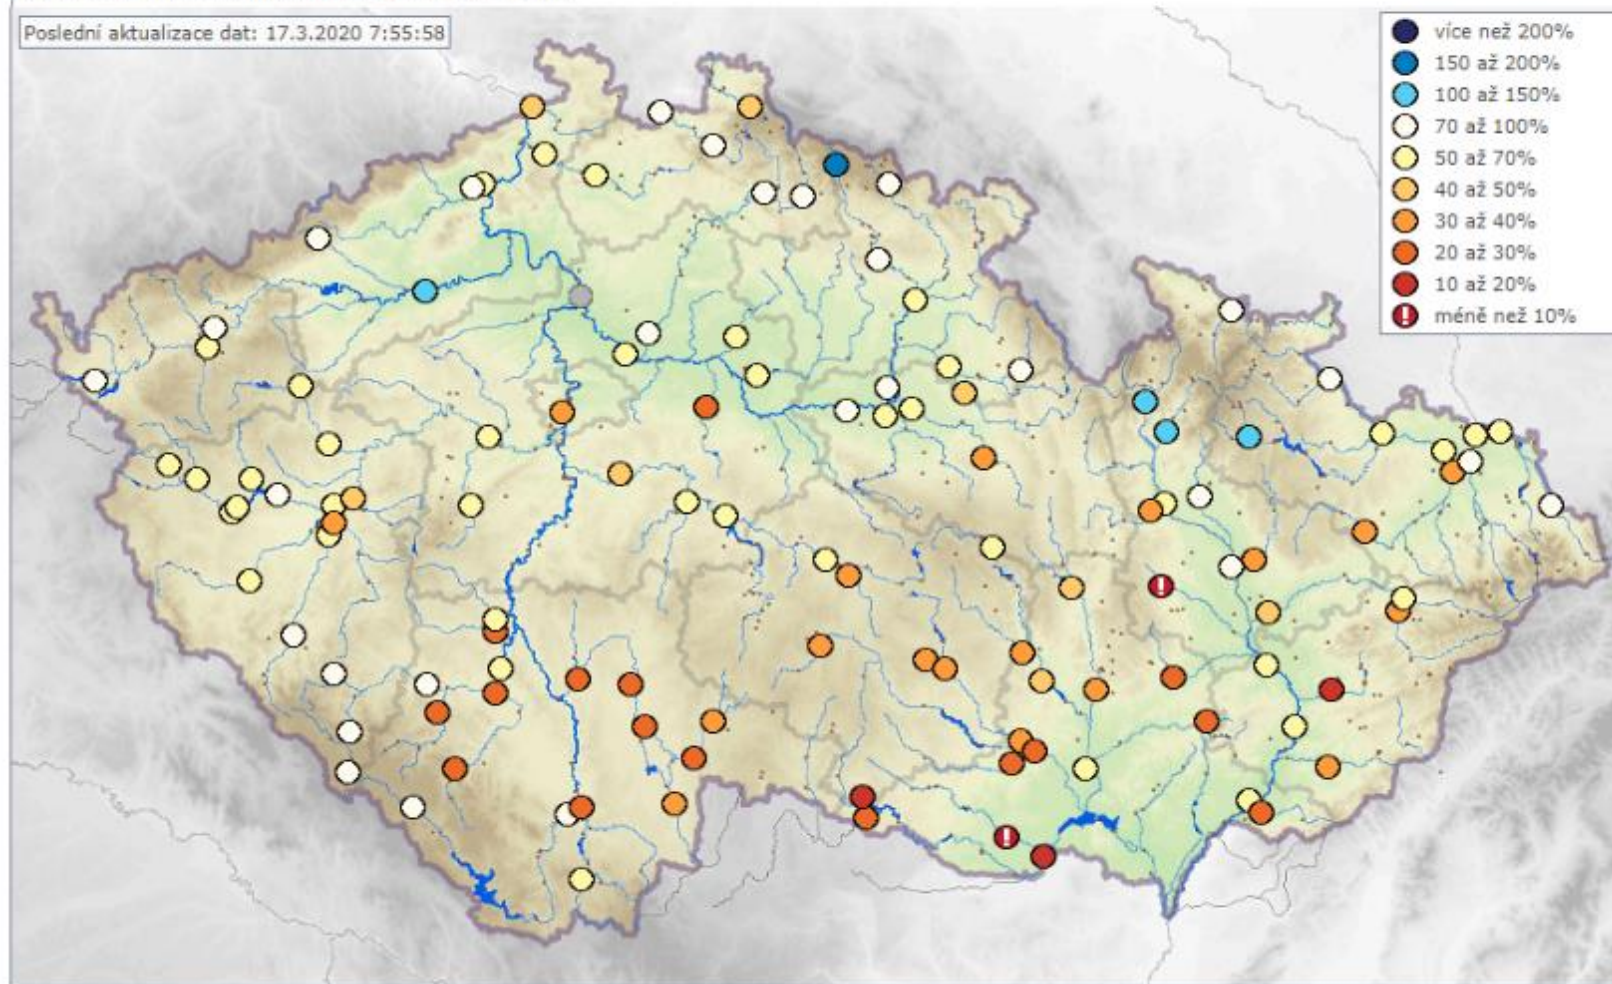 Poslední aktualizace dat: 17.3.2020 7:55:58
více než 200%
150 až 200%
100 až 150%
70 až 100%
50 až 70%
40 až 50%
30 až 40%
20 až 30%
10 až 20%
méně než 10%